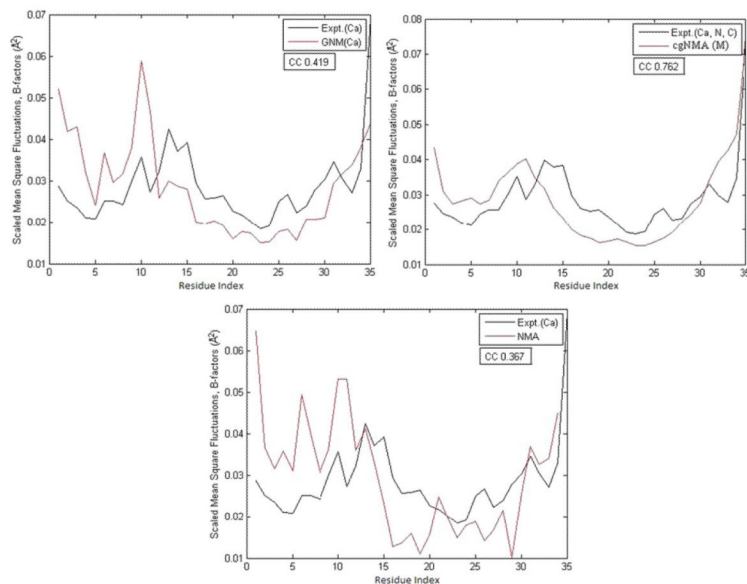 0.07
0.06
0.05
0.04
0.03
0.02
0.01
Scaled Mean Square Fluctuations, B-factors (Å²)
Expt.(Ca)
GNM(Ca)
CC 0.419
0 5 10 15 20 25 30 35
Residue Index
0.08
0.07
0.06
0.05
0.04
0.03
0.02
0.01
Scaled Mean Square Fluctuations, B-factors (Å²)
Expt.(Ca, N, C)
cgNMA (M)
CC 0.762
0 5 10 15 20 25 30 35
Residue Index
0.07
0.06
0.05
0.04
0.03
0.02
0.01
Scaled Mean Square Fluctuations, B-factors (Å²)
Expt.(Ca)
NMA
CC 0.367
0 5 10 15 20 25 30 35
Residue Index